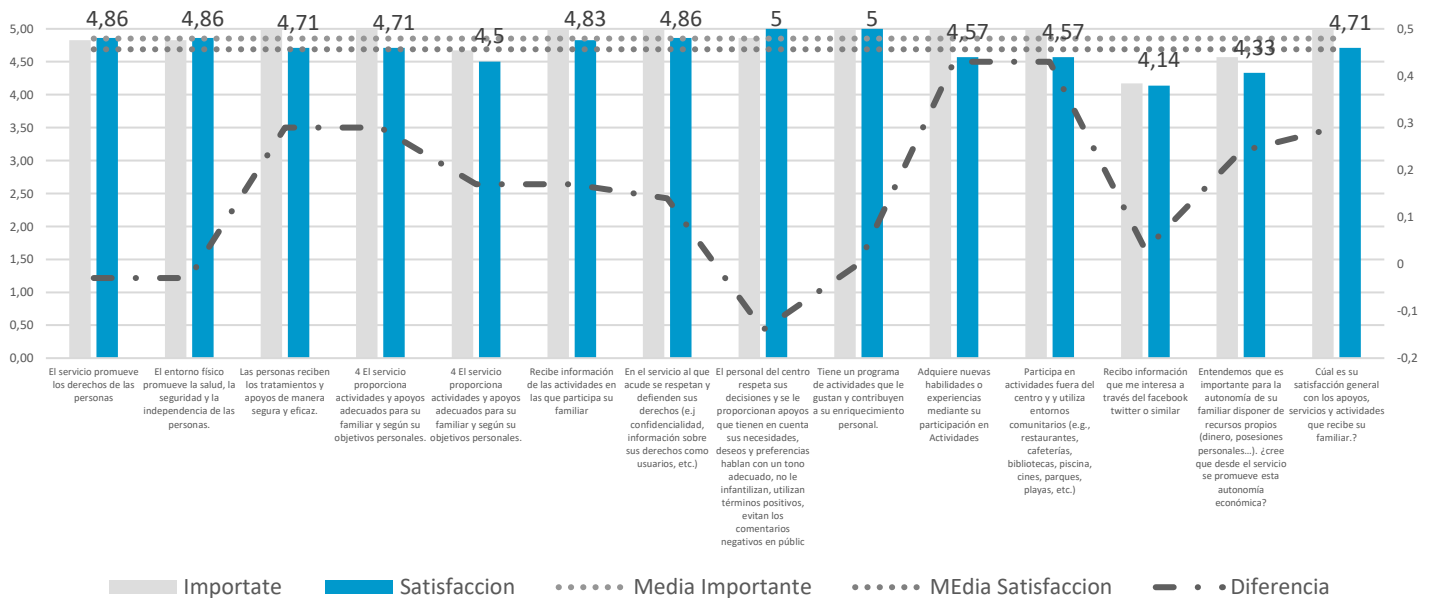 4,86 4,86 4,71 4,71 4,5 4,83 4,86 5 5 4,57 4,57 4,14 4,33 4,71
5,00
4,50
4,00
3,50
3,00
2,50
2,00
1,50
1,00
0,50
0,00
0,5
0,4
0,3
0,2
0,1
0
-0,1
-0,2
El servicio promueve
los derechos de las
personas
El entorno físico
promueve la salud, la
seguridad y la
independencia de las
personas.
Las personas reciben
los tratamientos y
apoyos de manera
segura y eficaz.
4 El servicio
proporciona
actividades y apoyos
adecuados para su
familiar y según su
objetivos personales.
4 El servicio
proporciona
actividades y apoyos
adecuados para su
familiar y según su
objetivos personales.
Recibe información
de las actividades en
las que participa su
familiar
En el servicio al que
acude se respetan y
defienden sus
derechos (e.j
confidencialidad,
información sobre
sus derechos como
usuarios, etc.)
El personal del centro
respeta sus
decisiones y se le
proporcionan apoyos
que tienen en cuenta
sus necesidades,
deseos y preferencias
hablan con un tono
adecuado, no le
infantilizan, utilizan
términos positivos,
evitan los
comentarios
negativos en públic
Tiene un programa
de actividades que le
gustan y contribuyen
a su enriquecimiento
personal.
Adquiere nuevas
habilidades o
experiencias
mediante su
participación en
Actividades
Participa en
actividades fuera del
centro y y utiliza
entornos
comunitarios (e.g.,
restaurantes,
cafeterías,
bibliotecas, piscina,
cines, parques,
playas, etc.)
Recibo información
que me interesa a
través del facebook
twitter o similar
Entendemos que es
importante para la
autonomía de su
familiar disponer de
recursos propios
(dinero, posesiones
personales…). ¿cree
que desde el servicio
se promueve esta
autonomía
económica?
Cúal es su
satisfacción general
con los apoyos,
servicios y actividades
que recibe su
familiar.?
Importate Satisfaccion Media Importante MEdia Satisfaccion Diferencia